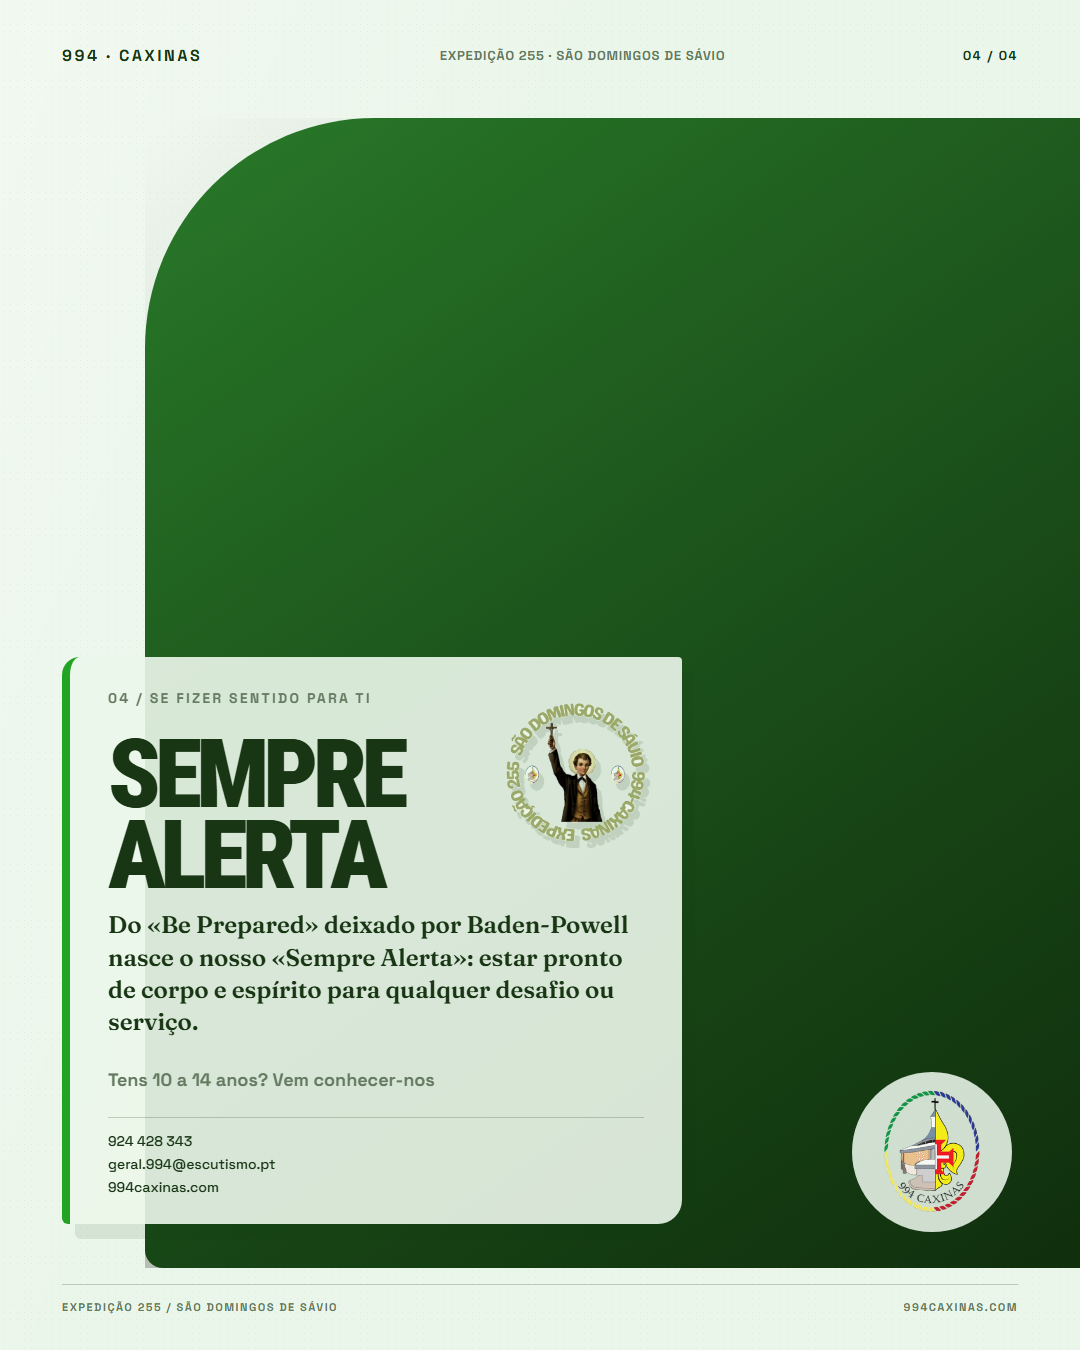 994 · CAXINAS
EXPEDIÇÃO 255 · SÃO DOMINGOS DE SÁVIO
04 / 04
04 / SE FIZER SENTIDO PARA TI
SEMPRE
ALERTA
SÃO DOMINGOS DE SÁVIO
994-CAXINAS
EXPEDIÇÃO 255
Do «Be Prepared» deixado por Baden-Powell
nasce o nosso «Sempre Alerta»: estar pronto
de corpo e espírito para qualquer desafio ou
serviço.
Tens 10 a 14 anos? Vem conhecer-nos
924 428 343
geral.994@escutismo.pt
994caxinas.com
994 CAXINAS
EXPEDIÇÃO 255 / SÃO DOMINGOS DE SÁVIO
994CAXINAS.COM